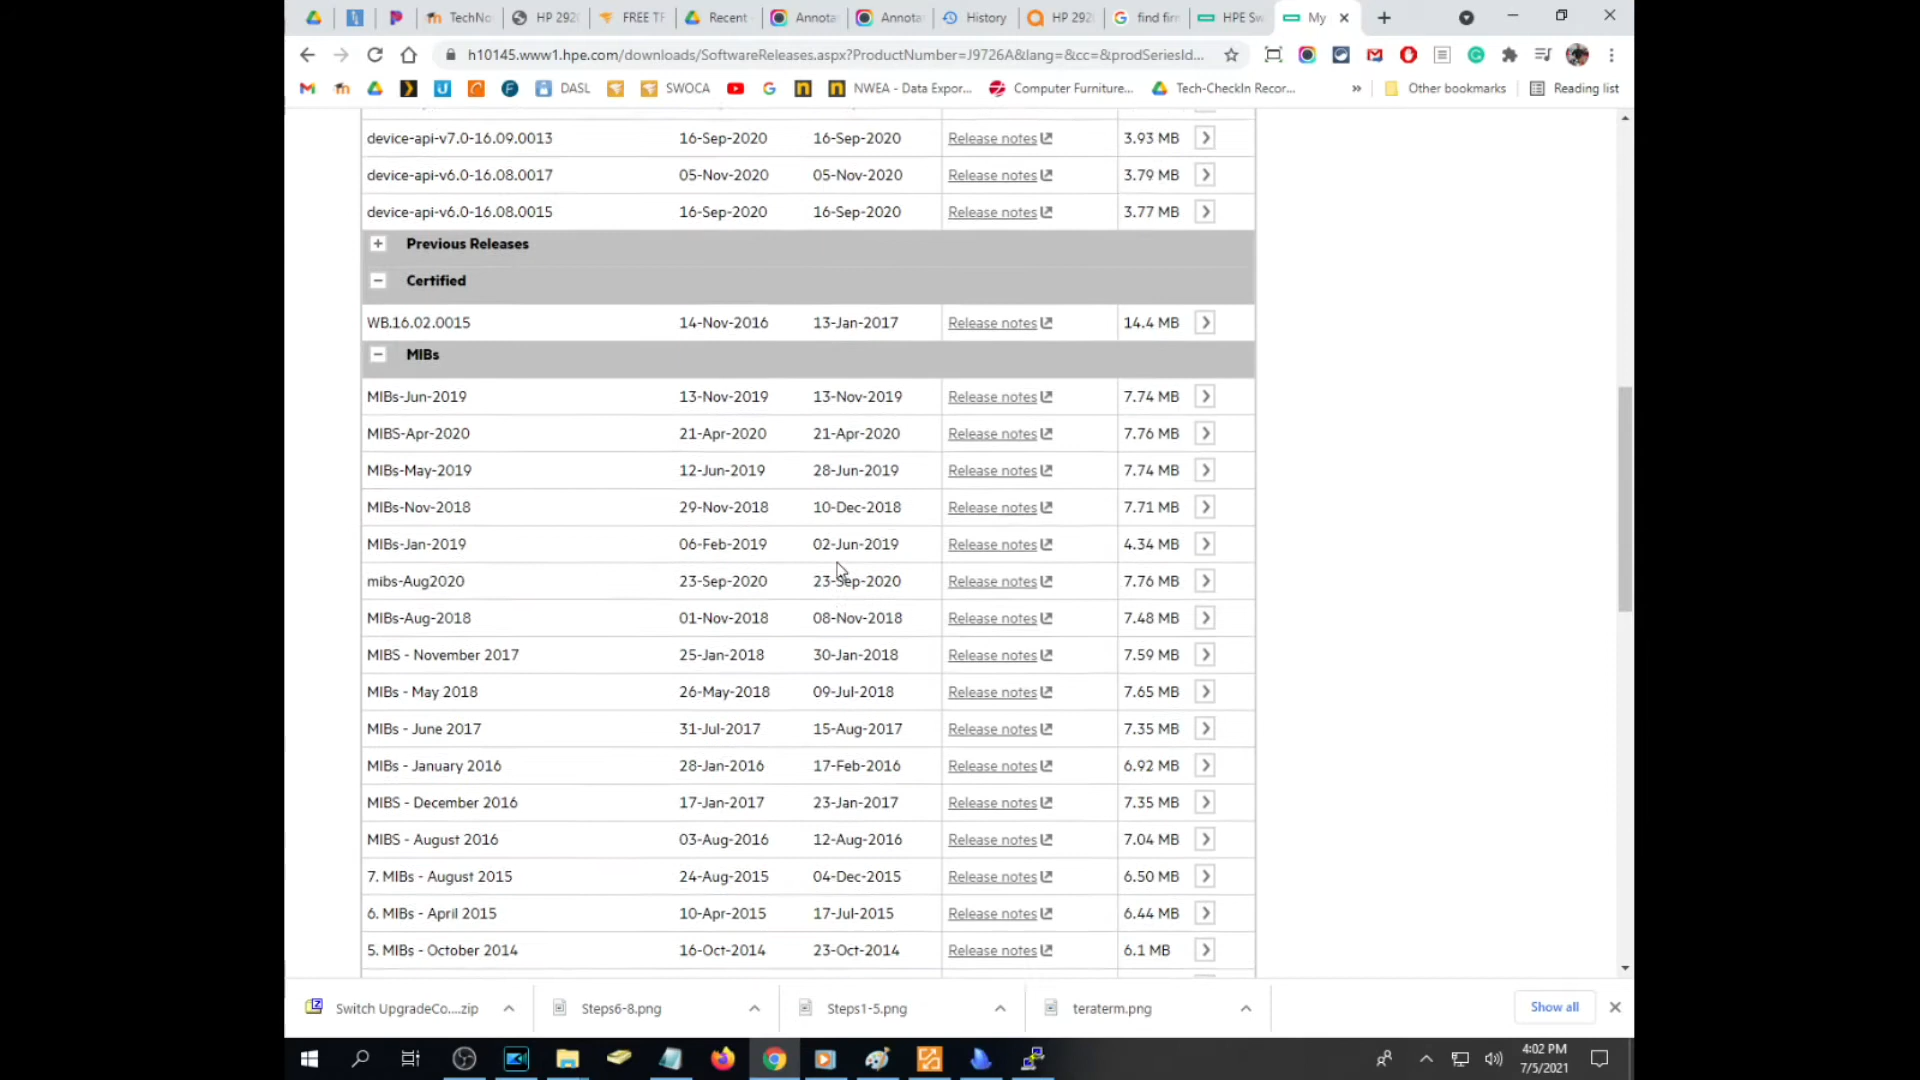 TechNo
HP 292
FREE TF
Recent
Annota
Annota
History
HP 292
find firr
HPE Sw
My
h10145.www1.hpe.com/downloads/SoftwareReleases.aspx?ProductNumber=J9726A&lang=&cc=&prodSeriesId...
DASL
SWOCA
NWEA - Data Expor...
Computer Furniture...
Tech-CheckIn Recor...
»
Other bookmarks
Reading list
device-api-v7.0-16.09.0013 16-Sep-2020 16-Sep-2020 Release notes 3.93 MB
device-api-v6.0-16.08.0017 05-Nov-2020 05-Nov-2020 Release notes 3.79 MB
device-api-v6.0-16.08.0015 16-Sep-2020 16-Sep-2020 Release notes 3.77 MB
Previous Releases
Certified
WB.16.02.0015 14-Nov-2016 13-Jan-2017 Release notes 14.4 MB
MIBs
MIBs-Jun-2019 13-Nov-2019 13-Nov-2019 Release notes 7.74 MB
MIBS-Apr-2020 21-Apr-2020 21-Apr-2020 Release notes 7.76 MB
MIBs-May-2019 12-Jun-2019 28-Jun-2019 Release notes 7.74 MB
MIBs-Nov-2018 29-Nov-2018 10-Dec-2018 Release notes 7.71 MB
MIBs-Jan-2019 06-Feb-2019 02-Jun-2019 Release notes 4.34 MB
mibs-Aug2020 23-Sep-2020 23-Sep-2020 Release notes 7.76 MB
MIBs-Aug-2018 01-Nov-2018 08-Nov-2018 Release notes 7.48 MB
MIBS - November 2017 25-Jan-2018 30-Jan-2018 Release notes 7.59 MB
MIBs - May 2018 26-May-2018 09-Jul-2018 Release notes 7.65 MB
MIBs - June 2017 31-Jul-2017 15-Aug-2017 Release notes 7.35 MB
MIBs - January 2016 28-Jan-2016 17-Feb-2016 Release notes 6.92 MB
MIBS - December 2016 17-Jan-2017 23-Jan-2017 Release notes 7.35 MB
MIBS - August 2016 03-Aug-2016 12-Aug-2016 Release notes 7.04 MB
7. MIBs - August 2015 24-Aug-2015 04-Dec-2015 Release notes 6.50 MB
6. MIBs - April 2015 10-Apr-2015 17-Jul-2015 Release notes 6.44 MB
5. MIBs - October 2014 16-Oct-2014 23-Oct-2014 Release notes 6.1 MB
Switch UpgradeCo....zip
Steps6-8.png
Steps1-5.png
teraterm.png
Show all
4:02 PM
7/5/2021